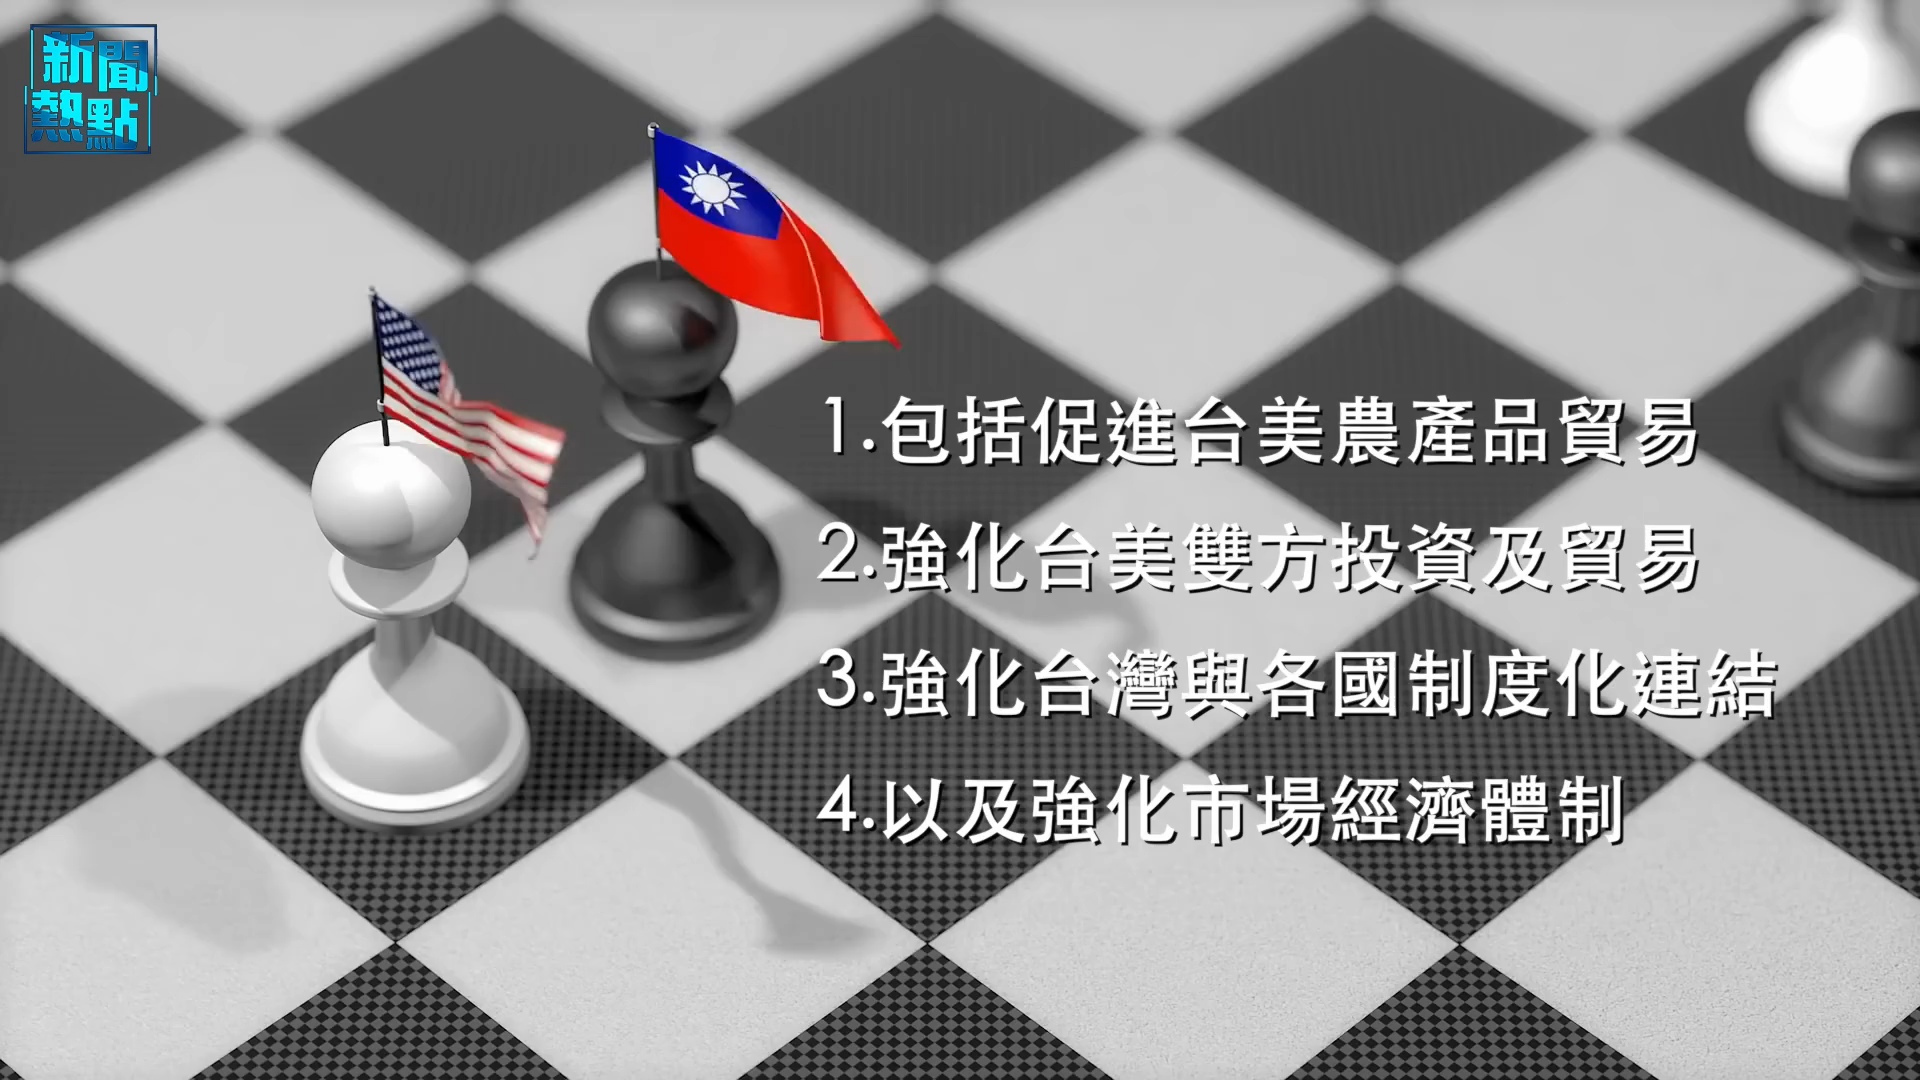 新聞
熱點
1.包括促進台美農產品貿易
2.強化台美雙方投資及貿易
3.強化台灣與各國制度化連結
4.以及強化市場經濟體制